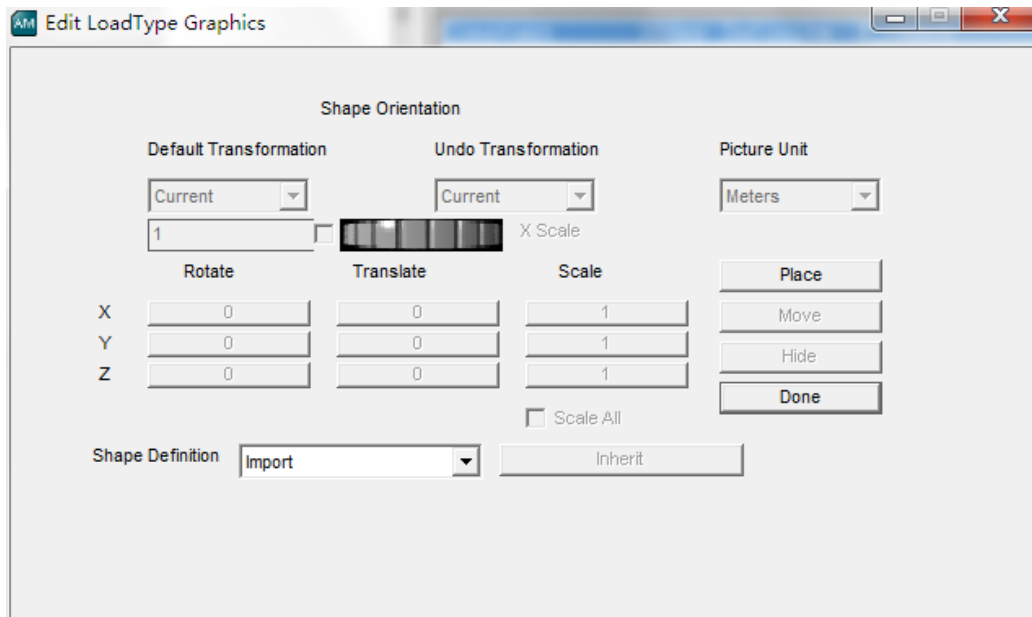 AM Edit LoadType Graphics
Shape Orientation
Default Transformation Undo Transformation Picture Unit
Current Current Meters
1 X Scale
Rotate Translate Scale Place
X 0 0 1 Move
Y 0 0 1 Hide
Z 0 0 1 Done
Scale All
Shape Definition Import Inherit